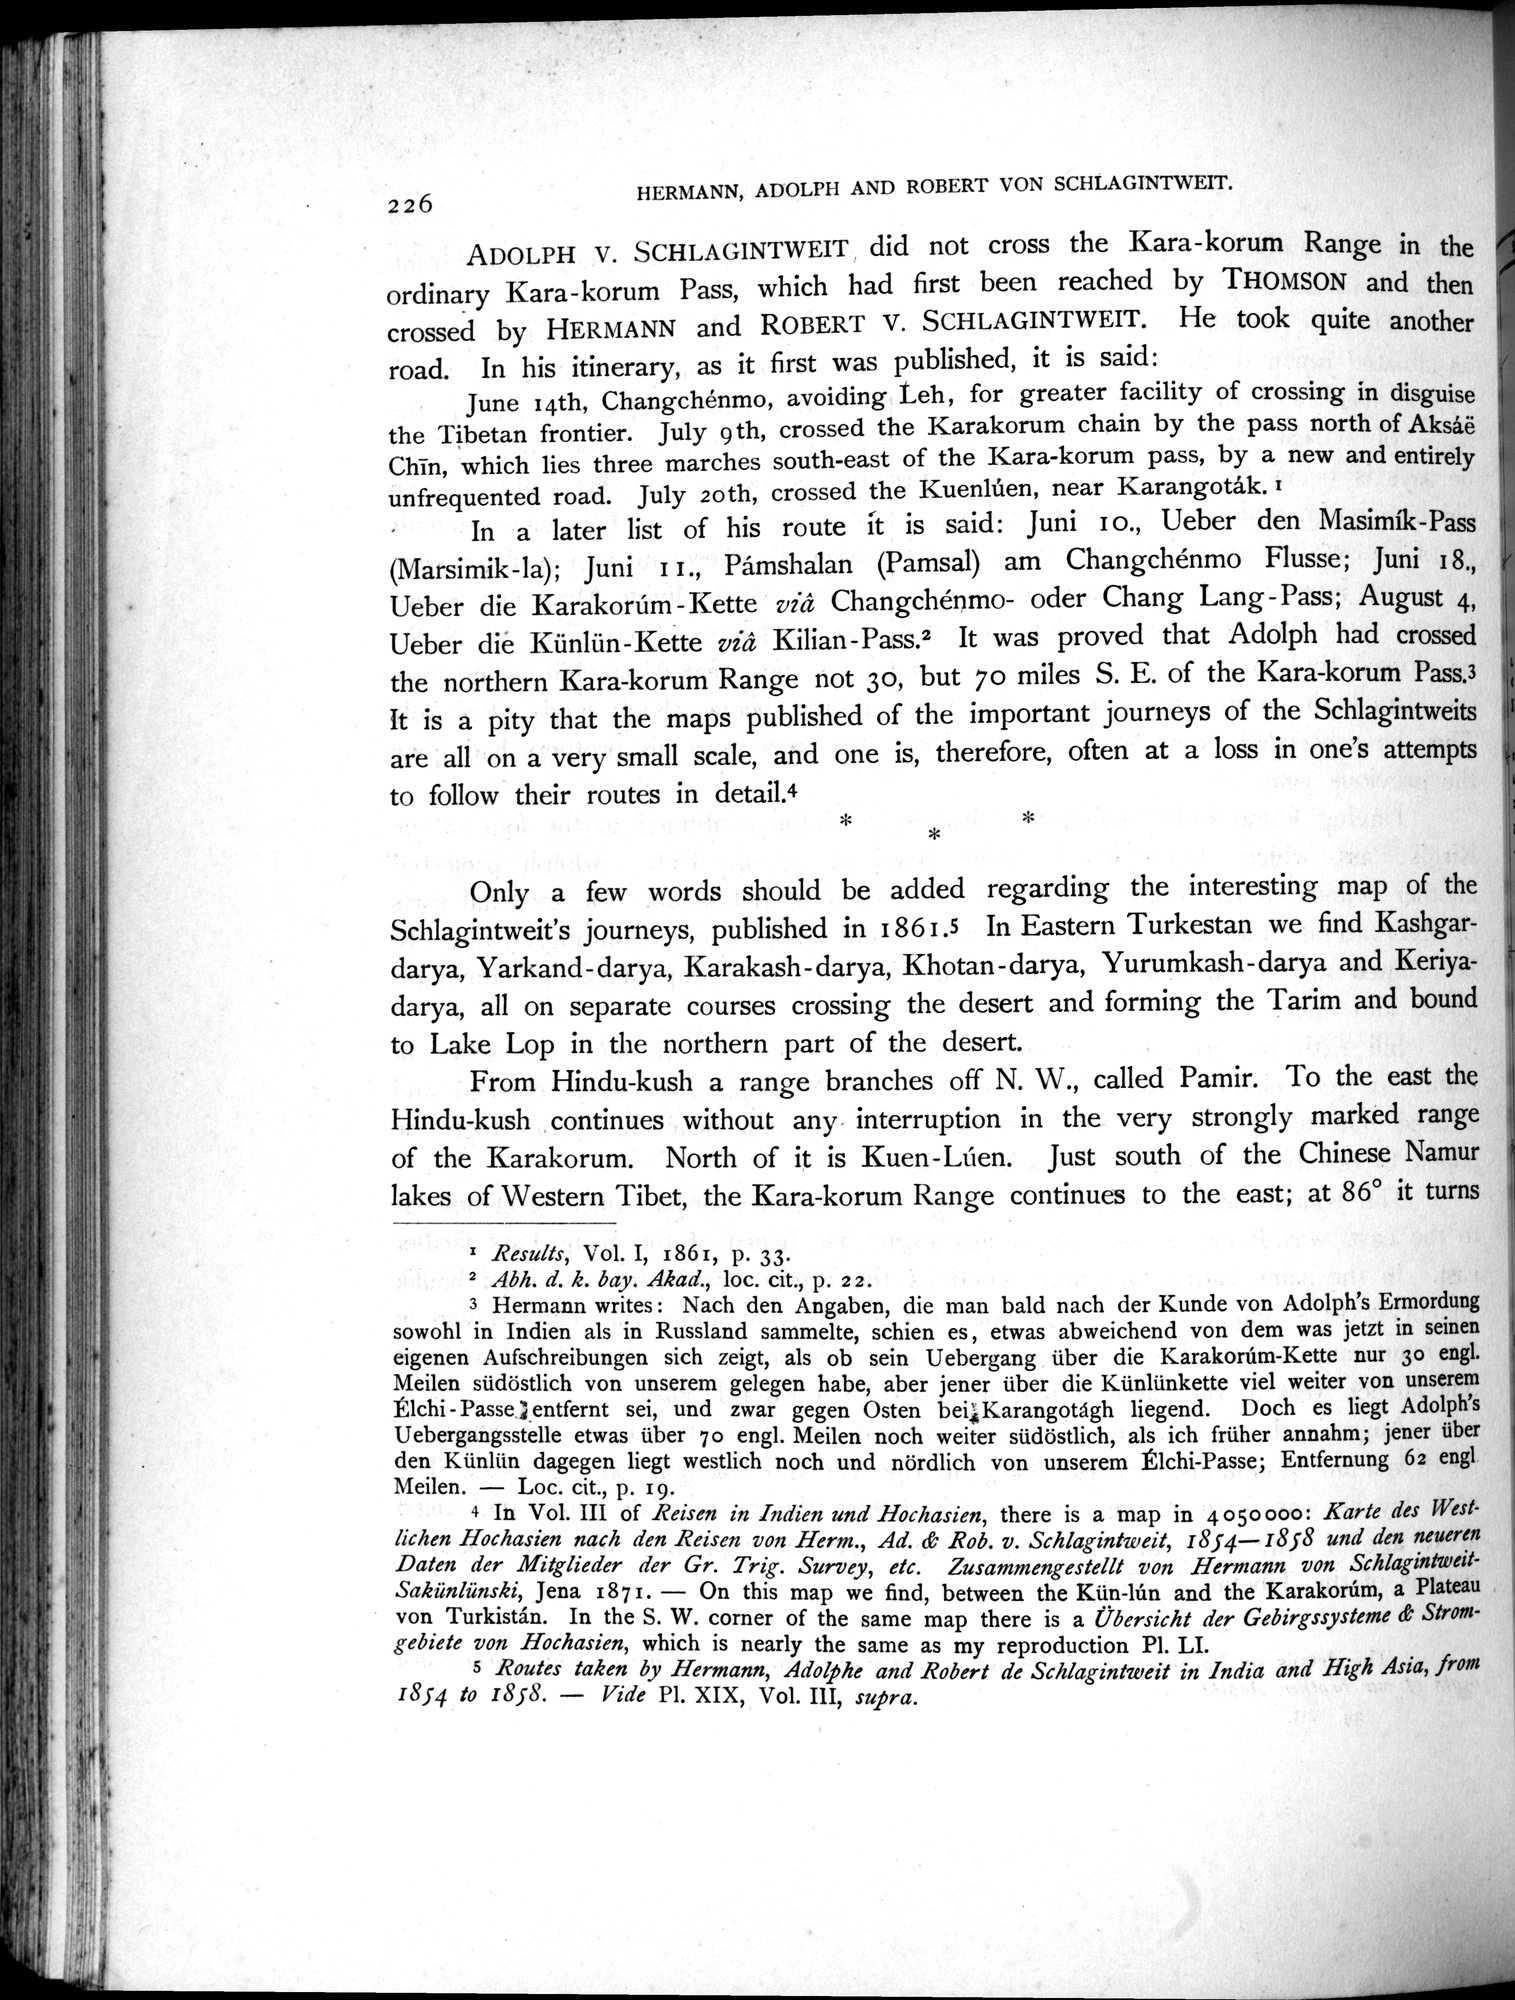 226
HERMANN, ADOLPH AND ROBERT VON SCHLAGINTWEIT.
ADOLPH V. SCHLAGINTWEIT did not cross the Kara-korum Range in the
ordinary Kara-korum Pass, which had first been reached by THOMSON and then
crossed by HERMANN and ROBERT V. SCHLAGINTWEIT. He took quite another
road. In his itinerary, as it first was published, it is said:
June 14th, Changchénmo, avoiding Leh, for greater facility of crossing in disguise
the Tibetan frontier. July 9th, crossed the Karakorum chain by the pass north of Aksáë
Chīn, which lies three marches south-east of the Kara-korum pass, by a new and entirely
unfrequented road. July 20th, crossed the Kuenlúen, near Karangoták.¹
In a later list of his route it is said: Juni 10., Ueber den Masimík-Pass
(Marsimik-la); Juni 11., Pámshalan (Pamsal) am Changchénmo Flusse; Juni 18.,
Ueber die Karakorúm-Kette viâ Changchénmo- oder Chang Lang-Pass; August 4,
Ueber die Künlün-Kette viâ Kilian-Pass.² It was proved that Adolph had crossed
the northern Kara-korum Range not 30, but 70 miles S. E. of the Kara-korum Pass.³
It is a pity that the maps published of the important journeys of the Schlagintweits
are all on a very small scale, and one is, therefore, often at a loss in one's attempts
to follow their routes in detail.⁴
* * *
Only a few words should be added regarding the interesting map of the
Schlagintweit's journeys, published in 1861.⁵ In Eastern Turkestan we find Kashgar-
darya, Yarkand-darya, Karakash-darya, Khotan-darya, Yurumkash-darya and Keriya-
darya, all on separate courses crossing the desert and forming the Tarim and bound
to Lake Lop in the northern part of the desert.
From Hindu-kush a range branches off N. W., called Pamir. To the east the
Hindu-kush continues without any interruption in the very strongly marked range
of the Karakorum. North of it is Kuen-Lúen. Just south of the Chinese Namur
lakes of Western Tibet, the Kara-korum Range continues to the east; at 86° it turns
¹ Results, Vol. I, 1861, p. 33.
² Abh. d. k. bay. Akad., loc. cit., p. 22.
³ Hermann writes: Nach den Angaben, die man bald nach der Kunde von Adolph's Ermordung
sowohl in Indien als in Russland sammelte, schien es, etwas abweichend von dem was jetzt in seinen
eigenen Aufschreibungen sich zeigt, als ob sein Uebergang über die Karakorúm-Kette nur 30 engl.
Meilen südöstlich von unserem gelegen habe, aber jener über die Künlünkette viel weiter von unserem
Élchi-Passe entfernt sei, und zwar gegen Osten bei Karangotágh liegend. Doch es liegt Adolph's
Uebergangsstelle etwas über 70 engl. Meilen noch weiter südöstlich, als ich früher annahm; jener über
den Künlün dagegen liegt westlich noch und nördlich von unserem Élchi-Passe; Entfernung 62 engl
Meilen. — Loc. cit., p. 19.
⁴ In Vol. III of Reisen in Indien und Hochasien, there is a map in 4050000: Karte des West-
lichen Hochasien nach den Reisen von Herm., Ad. & Rob. v. Schlagintweit, 1854—1858 und den neueren
Daten der Mitglieder der Gr. Trig. Survey, etc. Zusammengestellt von Hermann von Schlagintweit-
Sakünlünski, Jena 1871. — On this map we find, between the Kün-lún and the Karakorúm, a Plateau
von Turkistán. In the S. W. corner of the same map there is a Übersicht der Gebirgssysteme & Strom-
gebiete von Hochasien, which is nearly the same as my reproduction Pl. LI.
⁵ Routes taken by Hermann, Adolphe and Robert de Schlagintweit in India and High Asia, from
1854 to 1858. — Vide Pl. XIX, Vol. III, supra.